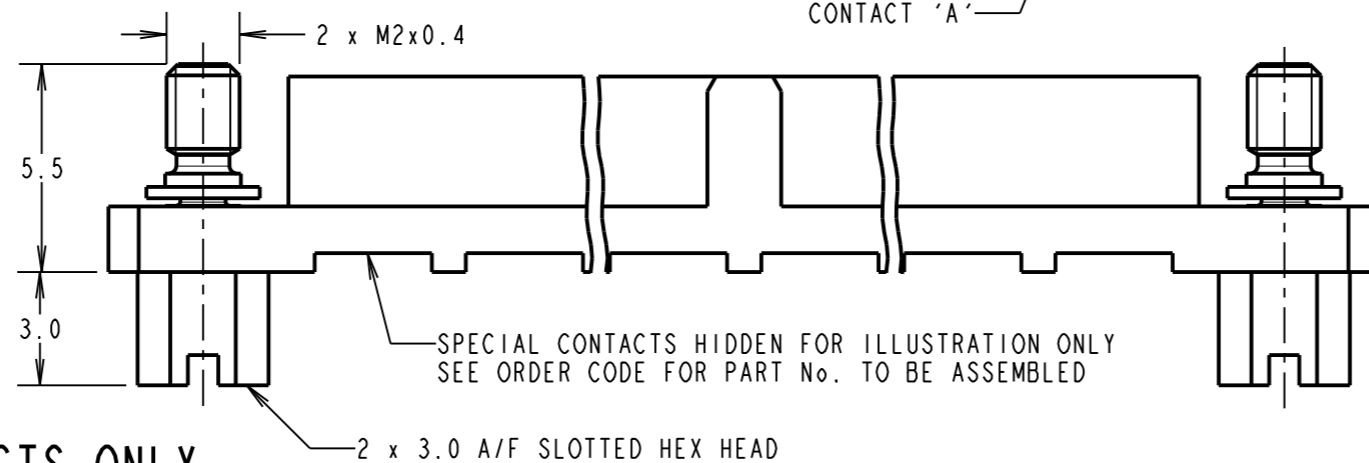 CONTACT 'A'
2 x M2x0.4
5.5
3.0
SPECIAL CONTACTS HIDDEN FOR ILLUSTRATION ONLY
SEE ORDER CODE FOR PART No. TO BE ASSEMBLED
2 x 3.0 A/F SLOTTED HEX HEAD
ONLY